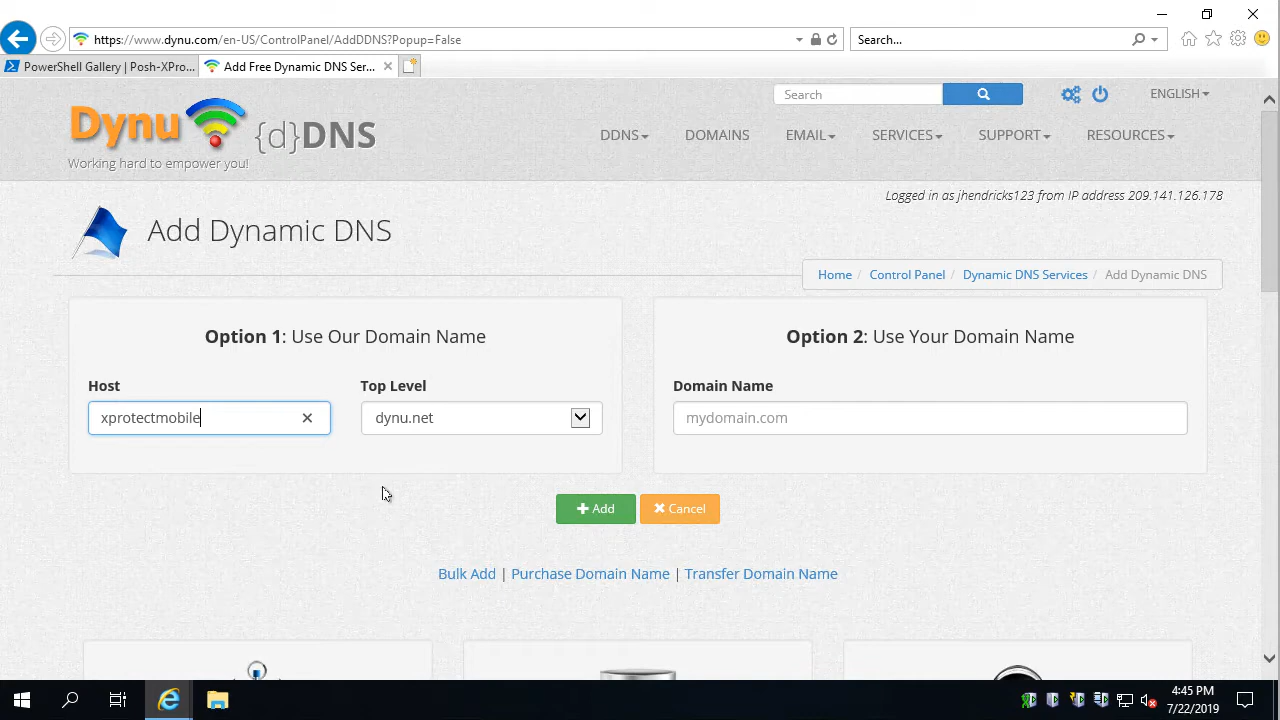 https://www.dynu.com/en-US/ControlPanel/AddDDNS?Popup=False
Search...
PowerShell Gallery | Posh-XPro...
Add Free Dynamic DNS Ser...
Dynu {d}DNS
Working hard to empower you!
Search
ENGLISH
DDNS DOMAINS EMAIL SERVICES SUPPORT RESOURCES
Logged in as jhendricks123 from IP address 209.141.126.178
Add Dynamic DNS
Home / Control Panel / Dynamic DNS Services / Add Dynamic DNS
Option 1: Use Our Domain Name
Host
Top Level
xprotectmobile
dynu.net
Option 2: Use Your Domain Name
Domain Name
mydomain.com
Add
Cancel
Bulk Add | Purchase Domain Name | Transfer Domain Name
4:45 PM
7/22/2019